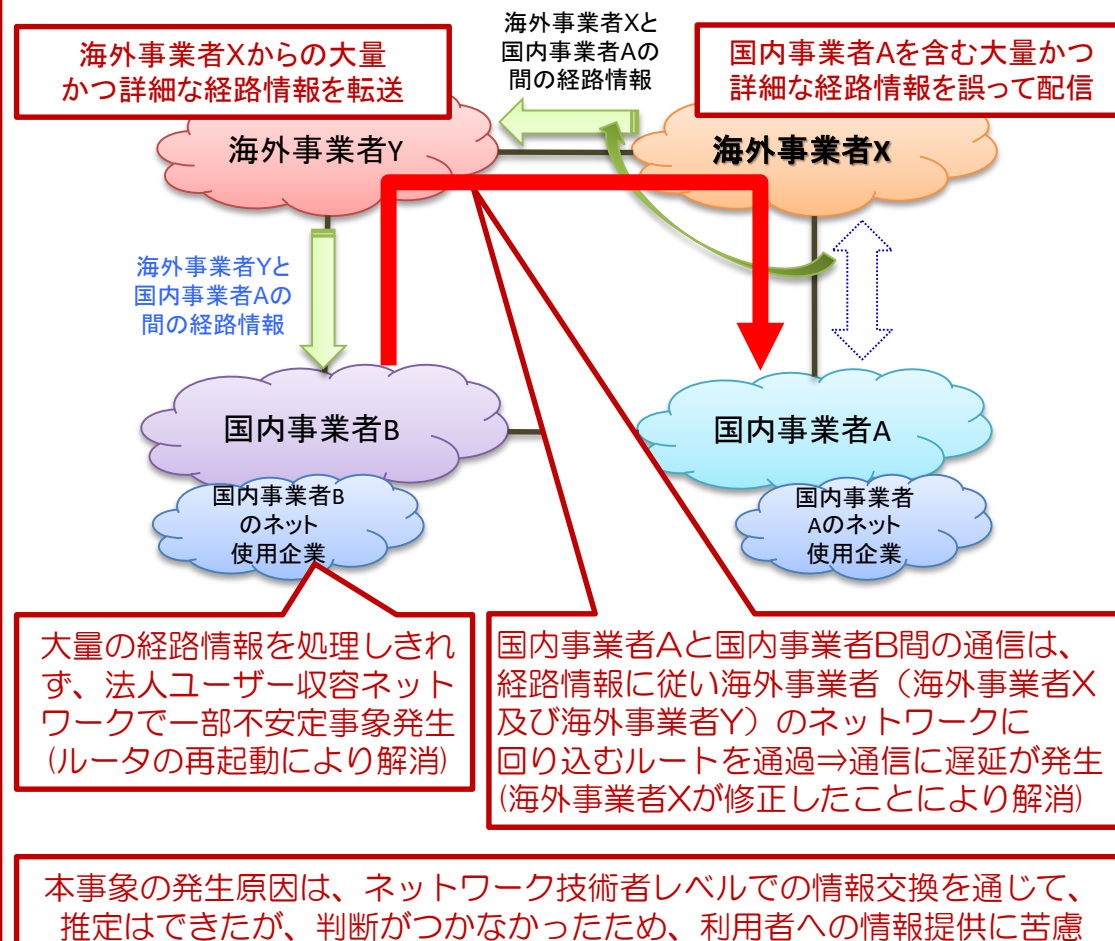 海外事業者Xからの大量
かつ詳細な経路情報を転送
海外事業者Xと
国内事業者Aの
間の経路情報
国内事業者Aを含む大量かつ
詳細な経路情報を誤って配信
海外事業者Y
海外事業者X
海外事業者Yと
国内事業者Aの
間の経路情報
国内事業者B
国内事業者A
国内事業者B
のネット
使用企業
国内事業者
Aのネット
使用企業
大量の経路情報を処理しきれ
ず、法人ユーザー収容ネット
ワークで一部不安定事象発生
(ルータの再起動により解消)
国内事業者Aと国内事業者B間の通信は、
経路情報に従い海外事業者（海外事業者X
及び海外事業者Y）のネットワークに
回り込むルートを通過⇒通信に遅延が発生
(海外事業者Xが修正したことにより解消)
本事象の発生原因は、ネットワーク技術者レベルでの情報交換を通じて、
推定はできたが、判断がつかなかったため、利用者への情報提供に苦慮